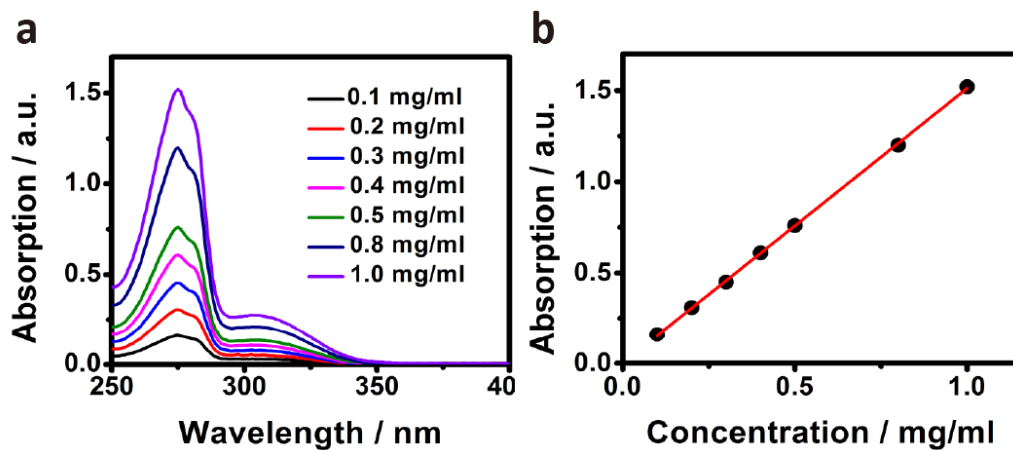 a
Absorption / a.u.
1.5
1.0
0.5
0.0
250
300
350
40
Wavelength / nm
0.1 mg/ml
0.2 mg/ml
0.3 mg/ml
0.4 mg/ml
0.5 mg/ml
0.8 mg/ml
1.0 mg/ml
b
Absorption / a.u.
1.5
1.0
0.5
0.0
0.0
0.5
1.0
Concentration / mg/ml